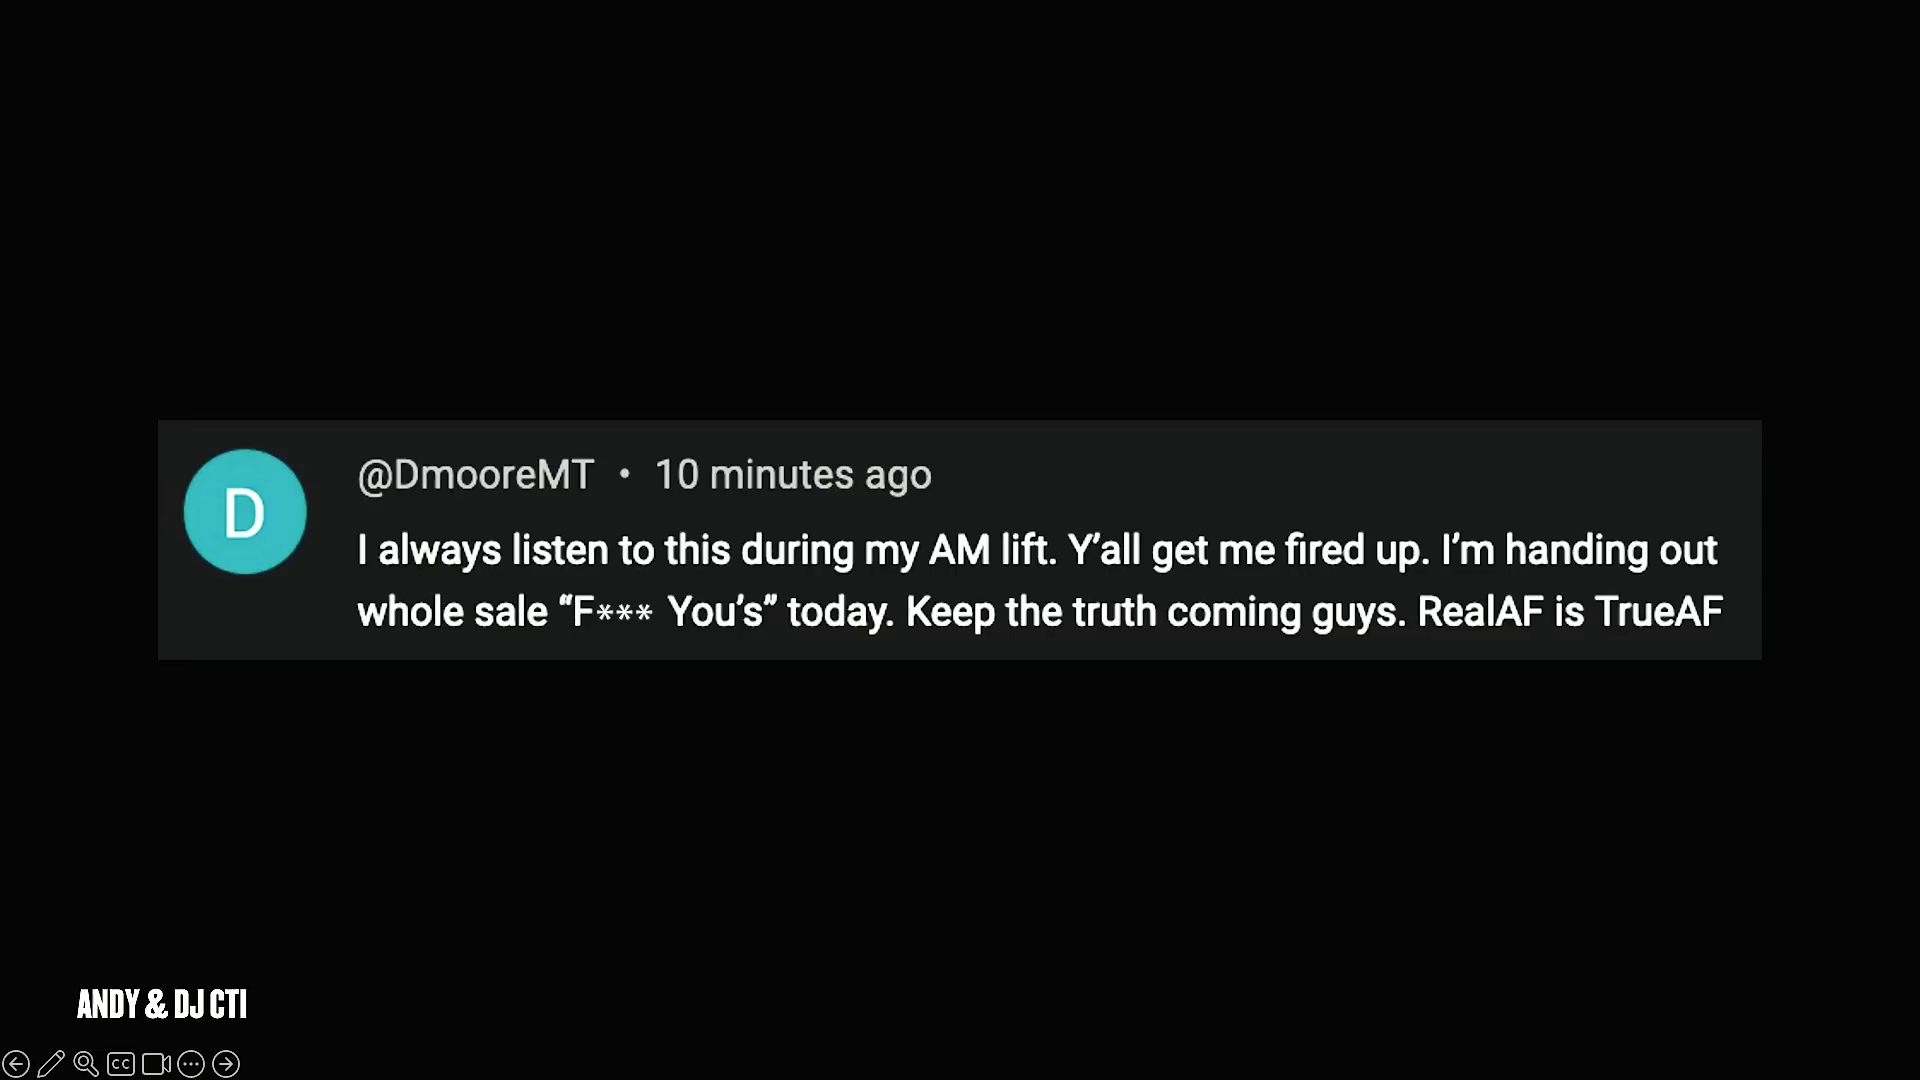 D
@DmooreMT • 10 minutes ago
I always listen to this during my AM lift. Y’all get me fired up. I’m handing out
whole sale “F*** You’s” today. Keep the truth coming guys. RealAF is TrueAF
ANDY & DJ CTI
CC